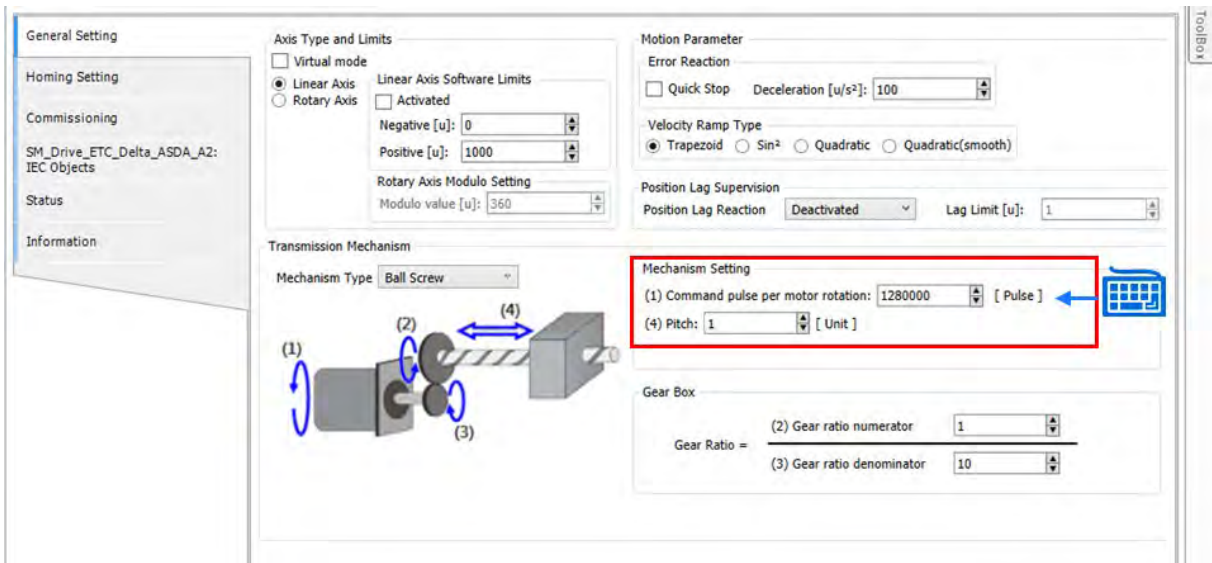 ToolBox
General Setting
Homing Setting
Commissioning
SM_Drive_ETC_Delta_ASDA_A2:
IEC Objects
Status
Information
Axis Type and Limits
Virtual mode
Linear Axis
Rotary Axis
Linear Axis Software Limits
Activated
Negative [u]: 0
Positive [u]: 1000
Rotary Axis Modulo Setting
Modulo value [u]: 360
Motion Parameter
Error Reaction
Quick Stop Deceleration [u/s²]: 100
Velocity Ramp Type
Trapezoid Sin² Quadratic Quadratic(smooth)
Position Lag Supervision
Position Lag Reaction Deactivated Lag Limit [u]: 1
Transmission Mechanism
Mechanism Type Ball Screw
(1)
(2)
(4)
(3)
Mechanism Setting
(1) Command pulse per motor rotation: 1280000 [ Pulse ]
(4) Pitch: 1 [ Unit ]
Gear Box
Gear Ratio =
(2) Gear ratio numerator 1
(3) Gear ratio denominator 10